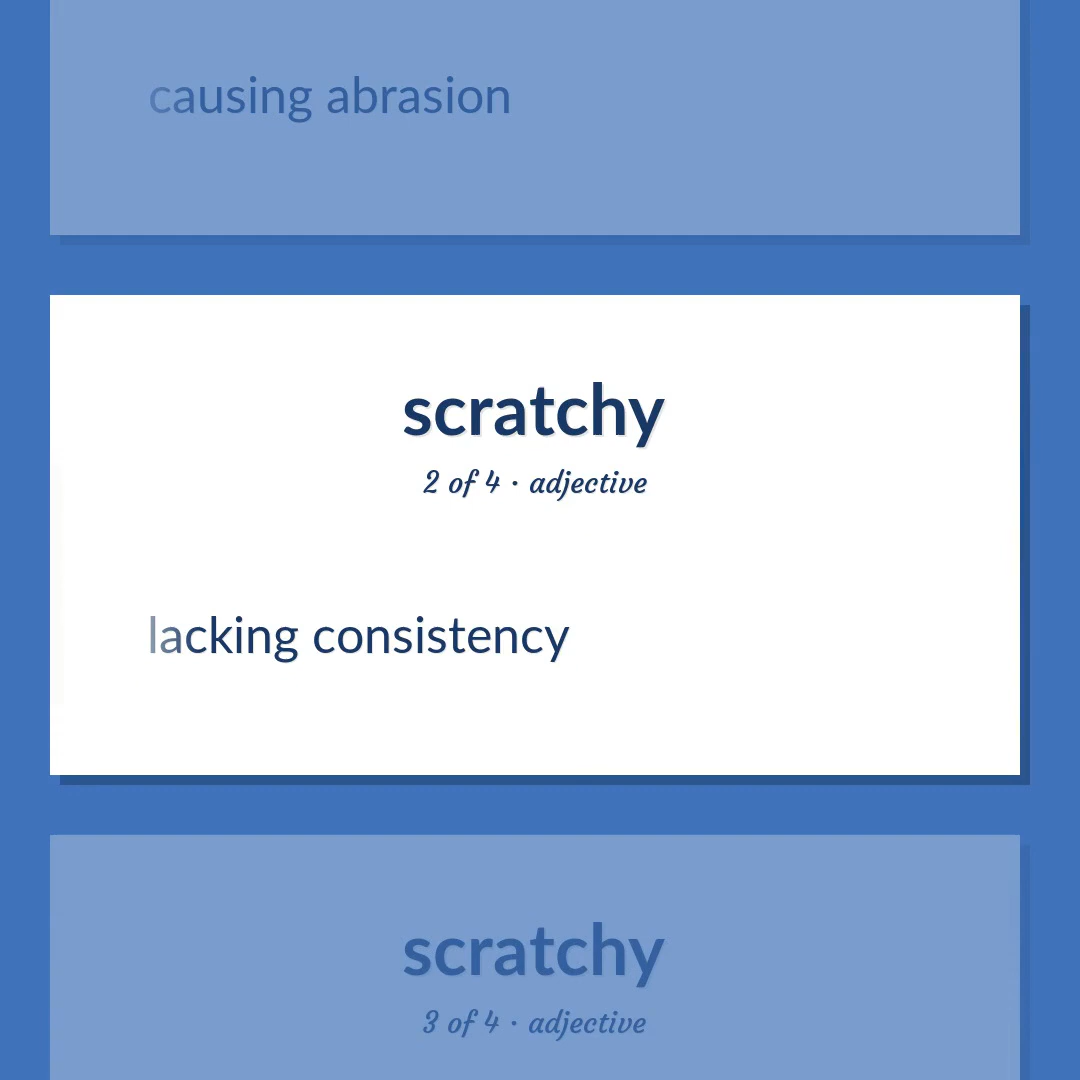 causing abrasion
scratchy
2 of 4 · adjective
lacking consistency
scratchy
3 of 4 · adjective